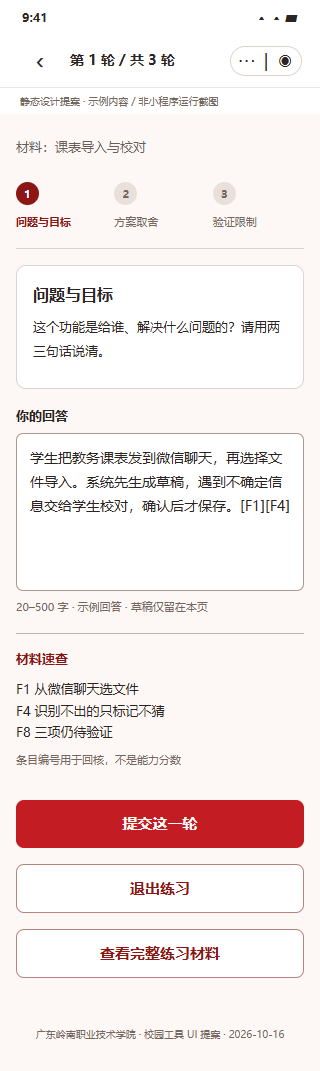 9:41
第 1 轮 / 共 3 轮
静态设计提案 · 示例内容 / 非小程序运行截图
材料：课表导入与校对
1 2 3
问题与目标 方案取舍 验证限制
问题与目标
这个功能是给谁、解决什么问题的？请用两
三句话说清。
你的回答
学生把教务课表发到微信聊天，再选择文
件导入。系统先生成草稿，遇到不确定信
息交给学生校对，确认后才保存。[F1][F4]
20–500 字 · 示例回答 · 草稿仅留在本页
材料速查
F1 从微信聊天选文件
F4 识别不出的只标记不猜
F8 三项仍待验证
条目编号用于回核，不是能力分数
提交这一轮
退出练习
查看完整练习材料
广东岭南职业技术学院 · 校园工具 UI 提案 · 2026-10-16